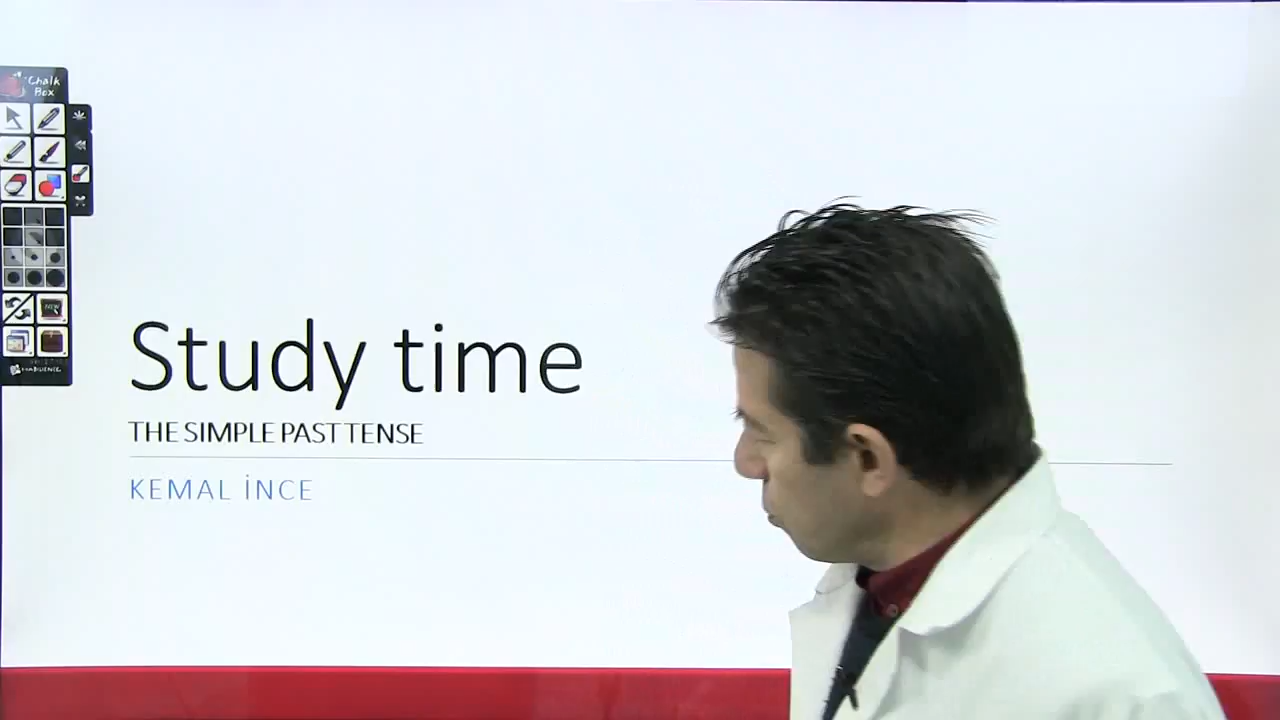 Chalk
Box
Study time
THE SIMPLE PAST TENSE
KEMAL İNCE